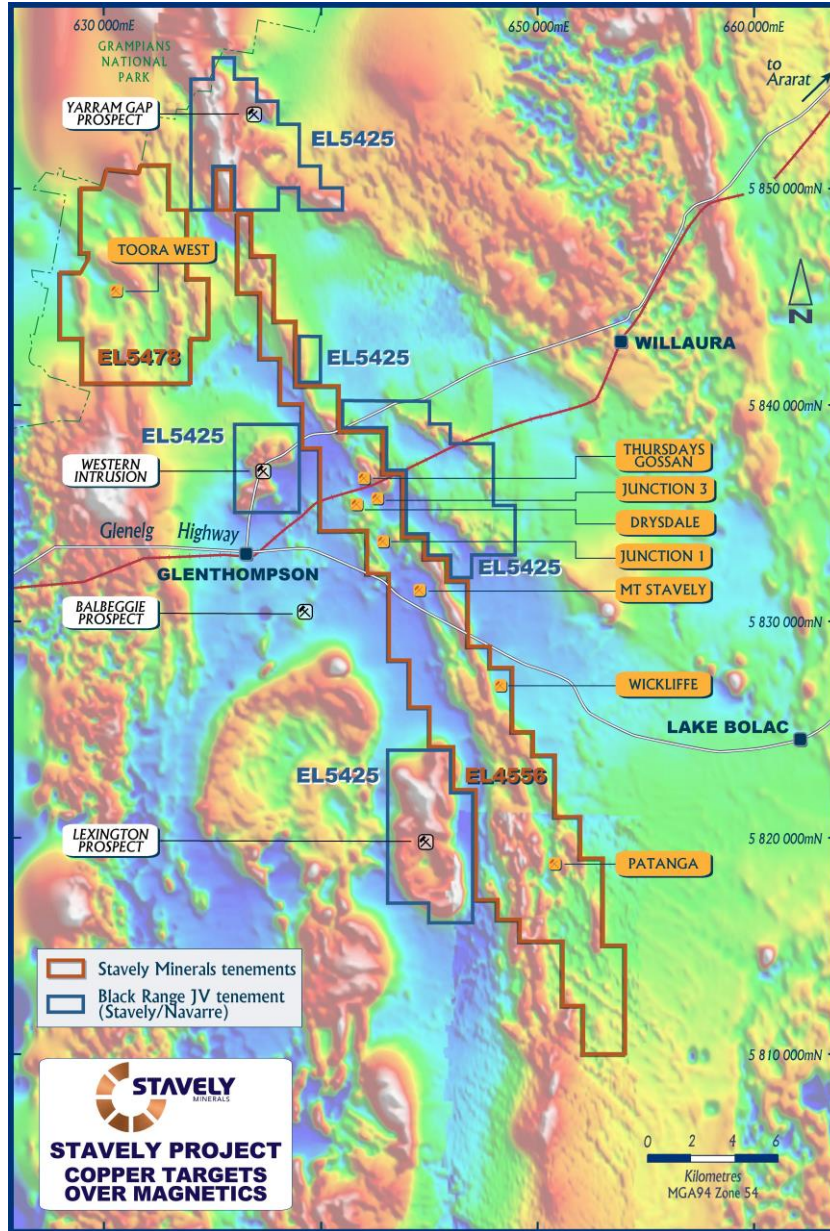 630 000mE
650 000mE
660 000mE
GRAMPIANS
NATIONAL
PARK
to
Ararat
YARRAM GAP
PROSPECT
EL5425
5 850 000mN
TOORA WEST
N
EL5478
EL5425
WILLAURA
5 840 000mN
EL5425
WESTERN
INTRUSION
THURSDAYS
GOSSAN
JUNCTION 3
DRYSDALE
JUNCTION 1
Glenelg Highway
GLENTHOMPSON
EL5425
MT STAVELY
BALBEGGIE
PROSPECT
5 830 000mN
WICKLIFFE
LAKE BOLAC
EL5425
EL4556
LEXINGTON
PROSPECT
5 820 000mN
PATANGA
Stavely Minerals tenements
Black Range JV tenement
(Stavely/Navarre)
5 810 000mN
STAVELY
MINERALS
STAVELY PROJECT
COPPER TARGETS
OVER MAGNETICS
0 2 4 6
Kilometres
MGA94 Zone 54